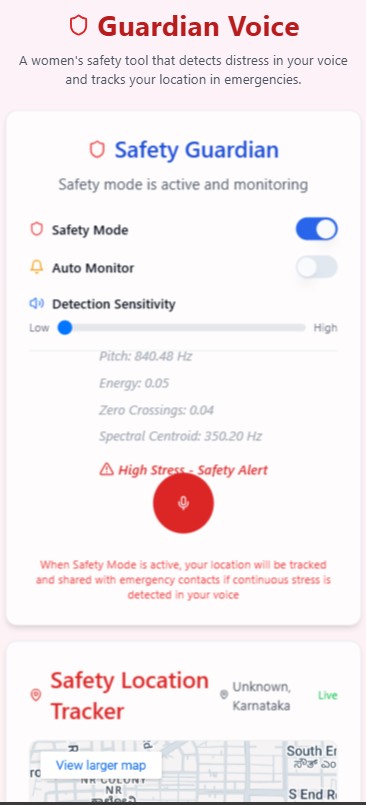 Guardian Voice
A women's safety tool that detects distress in your voice
and tracks your location in emergencies.
Safety Guardian
Safety mode is active and monitoring
Safety Mode
Auto Monitor
Detection Sensitivity
Low
High
Pitch: 840.48 Hz
Energy: 0.05
Zero Crossings: 0.04
Spectral Centroid: 350.20 Hz
High Stress - Safety Alert
When Safety Mode is active, your location will be tracked
and shared with emergency contacts if continuous stress is
detected in your voice
Safety Location
Tracker
Unknown,
Karnataka
Live
View larger map
South Er
ಸೌತ್ ಎಂ
NR COLONY
NR
S End R